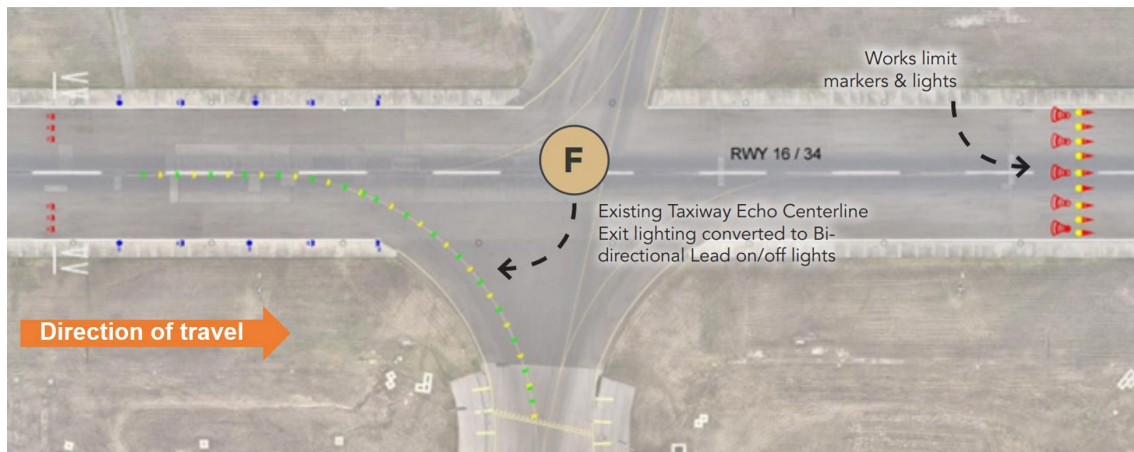 Works limit
markers & lights
RWY 16 / 34
F
Existing Taxiway Echo Centerline
Exit lighting converted to Bi-
directional Lead on/off lights
Direction of travel